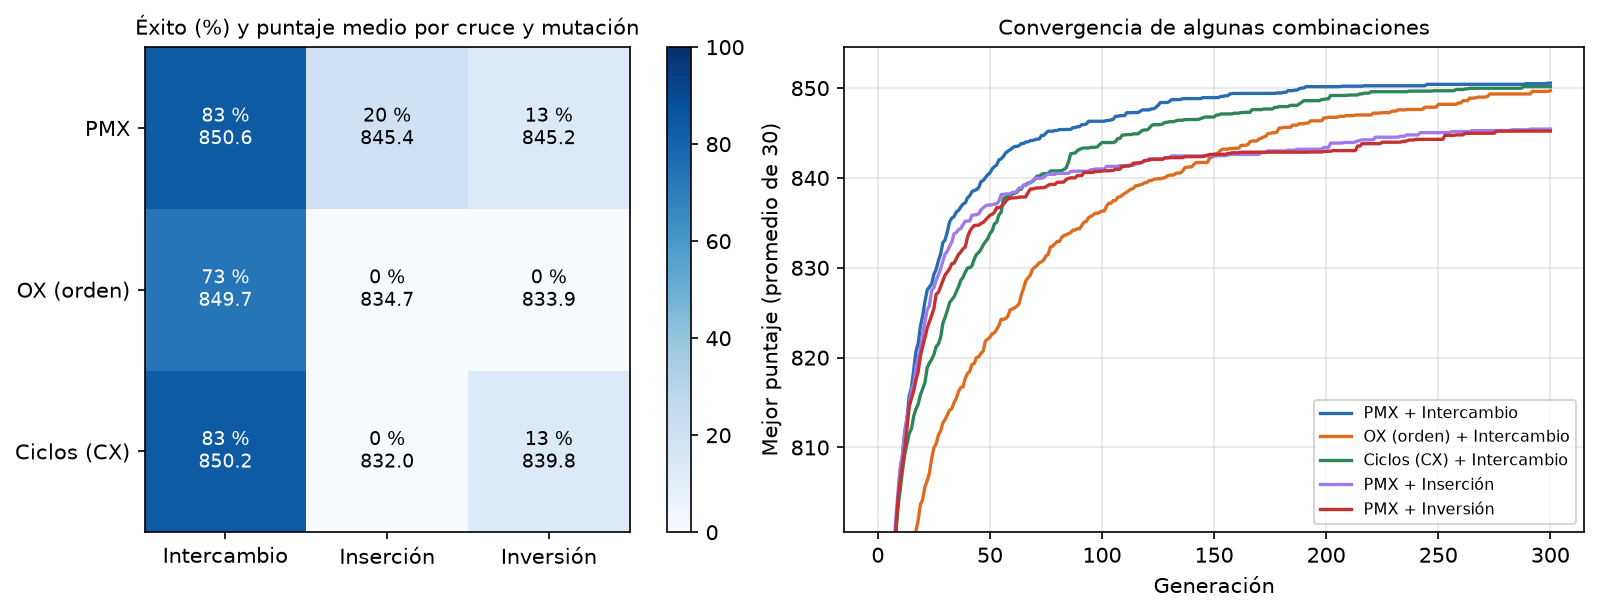 Éxito (%) y puntaje medio por cruce y mutación
PMX
OX (orden)
Ciclos (CX)
83 %
850.6
20 %
845.4
13 %
845.2
73 %
849.7
0 %
834.7
0 %
833.9
83 %
850.2
0 %
832.0
13 %
839.8
Intercambio
Inserción
Inversión
100
80
60
40
20
0
Convergencia de algunas combinaciones
Mejor puntaje (promedio de 30)
850
840
830
820
810
0
50
100
150
200
250
300
Generación
PMX + Intercambio
OX (orden) + Intercambio
Ciclos (CX) + Intercambio
PMX + Inserción
PMX + Inversión